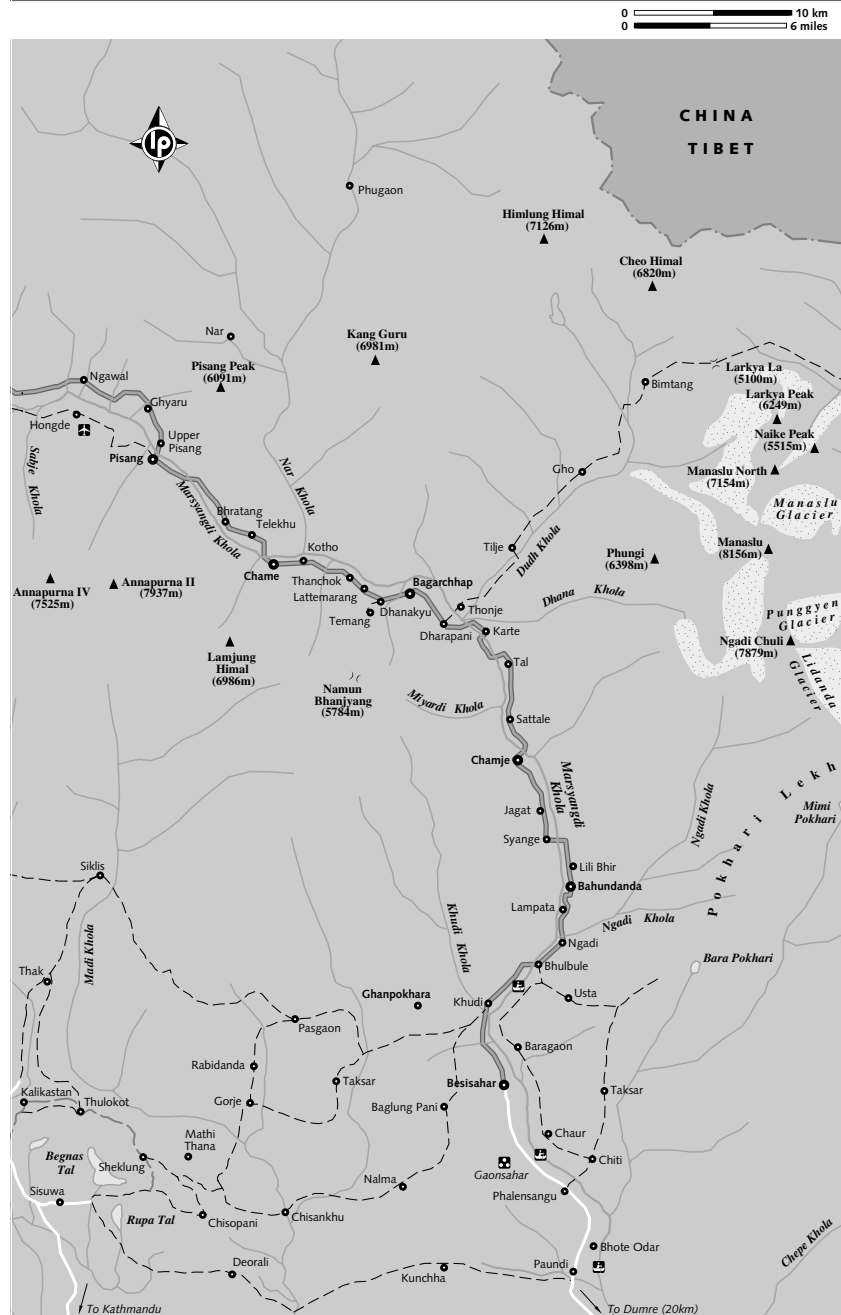 0 10 km
0 6 miles
CHINA
TIBET
lp
Phugaon
Himlung Himal
(7126m)
Cheo Himal
(6820m)
Nar
Kang Guru
(6981m)
Pisang Peak
(6091m)
Ngawal
Larkya La
(5100m)
Bimtang
Larkya Peak
(6249m)
Ghyaru
Hongde
Upper
Pisang
Naike Peak
(5515m)
Pisang
Sabje
Khola
Nar
Khola
Gho
Manaslu North
(7154m)
Marsyangdi
Khola
Manaslu
Glacier
Bhratang
Telekhu
Tilje
Dudh Khola
Manaslu
(8156m)
Phungi
(6398m)
Kotho
Chame
Annapurna IV
(7525m)
Annapurna II
(7937m)
Thanchok
Lattemarang
Bagarchhap
Dhana Khola
Temang
Dhanakyu
Thonje
Punggyen
Glacier
Dharapani
Karte
Ngadi Chuli
(7879m)
Lamjung
Himal
(6986m)
Tal
Lidanda
Glacier
Namun
Bhanjyang
(5784m)
Miyardi Khola
Sattale
Chamje
Marsyangdi
Khola
Jagat
Ngadi Khola
Pokhari Lekh
Mimi
Pokhari
Syange
Siklis
Lili Bhir
Bahundanda
Lampata
Khudi
Khola
Ngadi Khola
Madi Khola
Ngadi
Bara Pokhari
Thak
Bhulbule
Ghanpokhara
Khudi
Usta
Pasgaon
Baragaon
Rabidanda
Taksar
Besisahar
Taksar
Kalikastan
Thulokot
Gorje
Baglung Pani
Mathi
Thana
Chaur
Begnas
Tal
Sheklung
Gaonsahar
Chiti
Sisuwa
Nalma
Phalensangu
Rupa Tal
Chisopani
Chisankhu
Bhote Odar
Chepe Khola
Deorali
Kunchha
Paundi
To Kathmandu
To Dumre (20km)